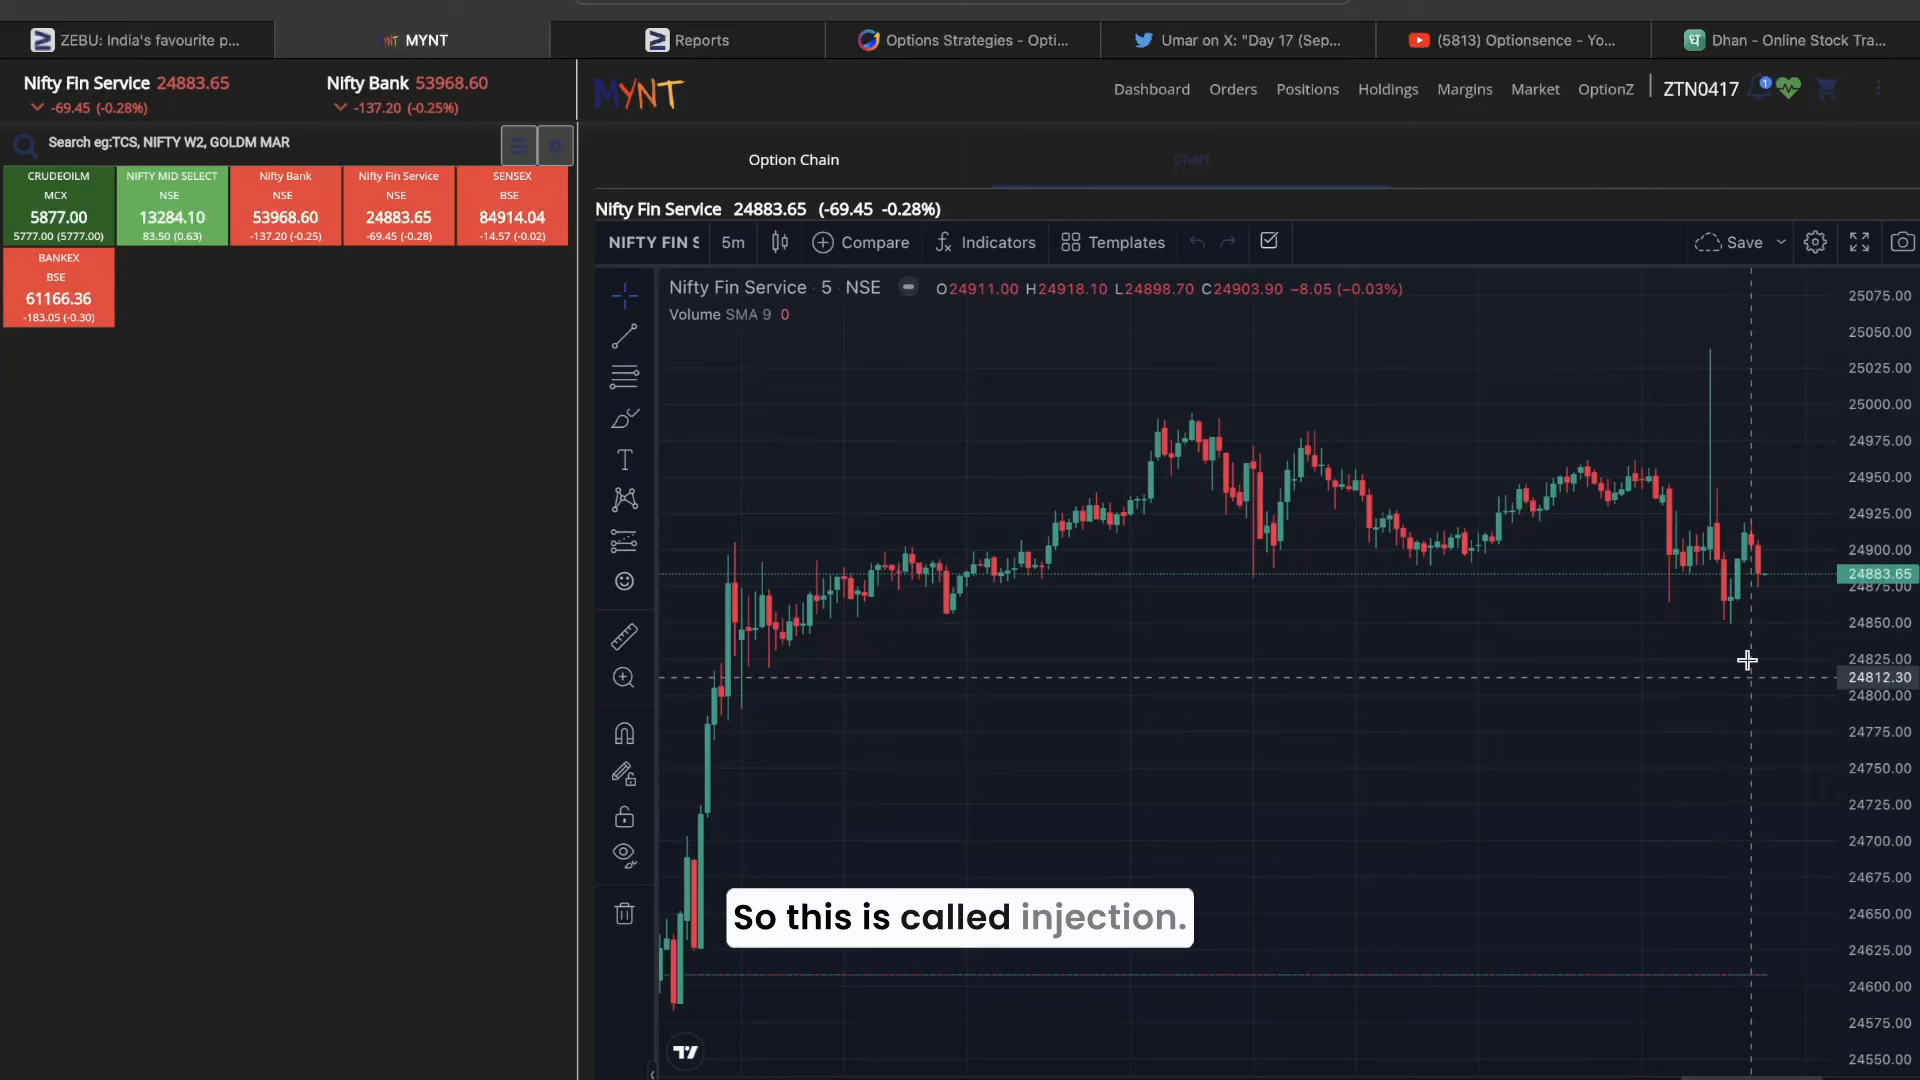 ZEBU: India's favourite p...
MYNT
Reports
Options Strategies - Opti...
Umar on X: "Day 17 (Sep...
(5813) Optionsence - Yo...
Dhan - Online Stock Tra...
Nifty Fin Service 24883.65
-69.45 (-0.28%)
Nifty Bank 53968.60
-137.20 (-0.25%)
MYNT
Dashboard
Orders
Positions
Holdings
Margins
Market
OptionZ
ZTN0417
1
Search eg:TCS, NIFTY W2, GOLDM MAR
CRUDEOILM
MCX
5877.00
5777.00 (5777.00)
NIFTY MID SELECT
NSE
13284.10
83.50 (0.63)
Nifty Bank
NSE
53968.60
-137.20 (-0.25)
Nifty Fin Service
NSE
24883.65
-69.45 (-0.28)
SENSEX
BSE
84914.04
-14.57 (-0.02)
BANKEX
BSE
61166.36
-183.05 (-0.30)
Option Chain
Chart
Nifty Fin Service 24883.65 (-69.45 -0.28%)
NIFTY FIN S
5m
Compare
Indicators
Templates
Save
Nifty Fin Service · 5 · NSE
O24911.00 H24918.10 L24898.70 C24903.90 −8.05 (−0.03%)
Volume SMA 9 0
25075.00
25050.00
25025.00
25000.00
24975.00
24950.00
24925.00
24900.00
24883.65
24875.00
24850.00
24825.00
24812.30
24800.00
24775.00
24750.00
24725.00
24700.00
24675.00
24650.00
24625.00
24600.00
24575.00
24550.00
So this is called injection.